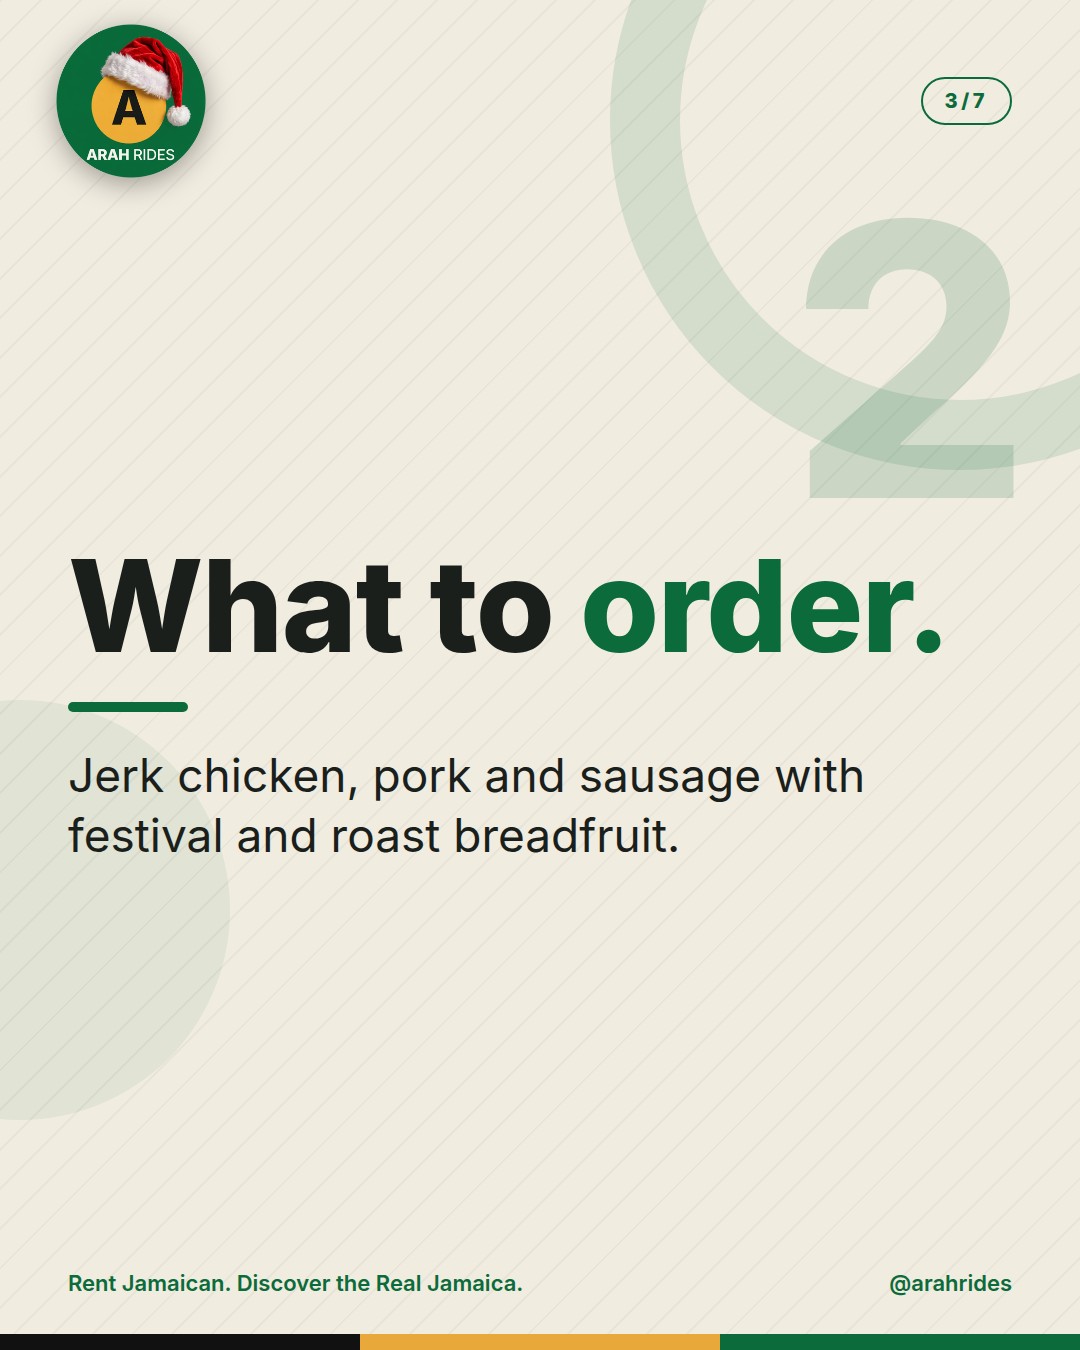 A
ARAH RIDES
3/7
2
What to order.
Jerk chicken, pork and sausage with
festival and roast breadfruit.
Rent Jamaican. Discover the Real Jamaica.
@arahrides